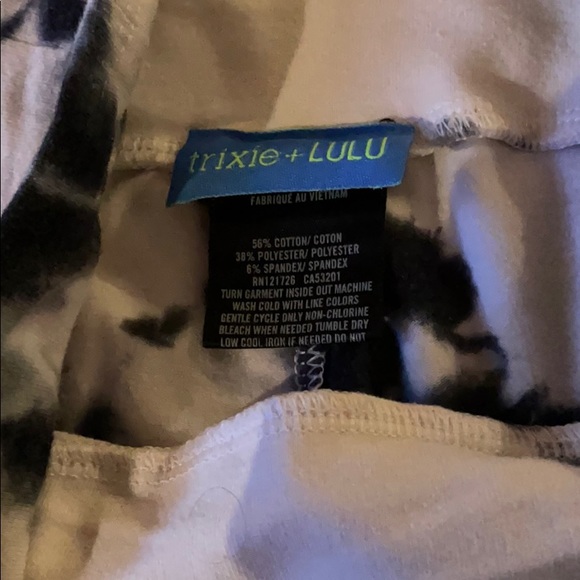 trixie + LULU
FABRIQUÉ AU VIETNAM
56% COTTON/ COTON
38% POLYESTER/ POLYESTER
6% SPANDEX/ SPANDEX
RN121726 CA53201
TURN GARMENT INSIDE OUT MACHINE
WASH COLD WITH LIKE COLORS
GENTLE CYCLE ONLY NON-CHLORINE
BLEACH WHEN NEEDED TUMBLE DRY
LOW COOL IRON IF NEEDED DO NOT